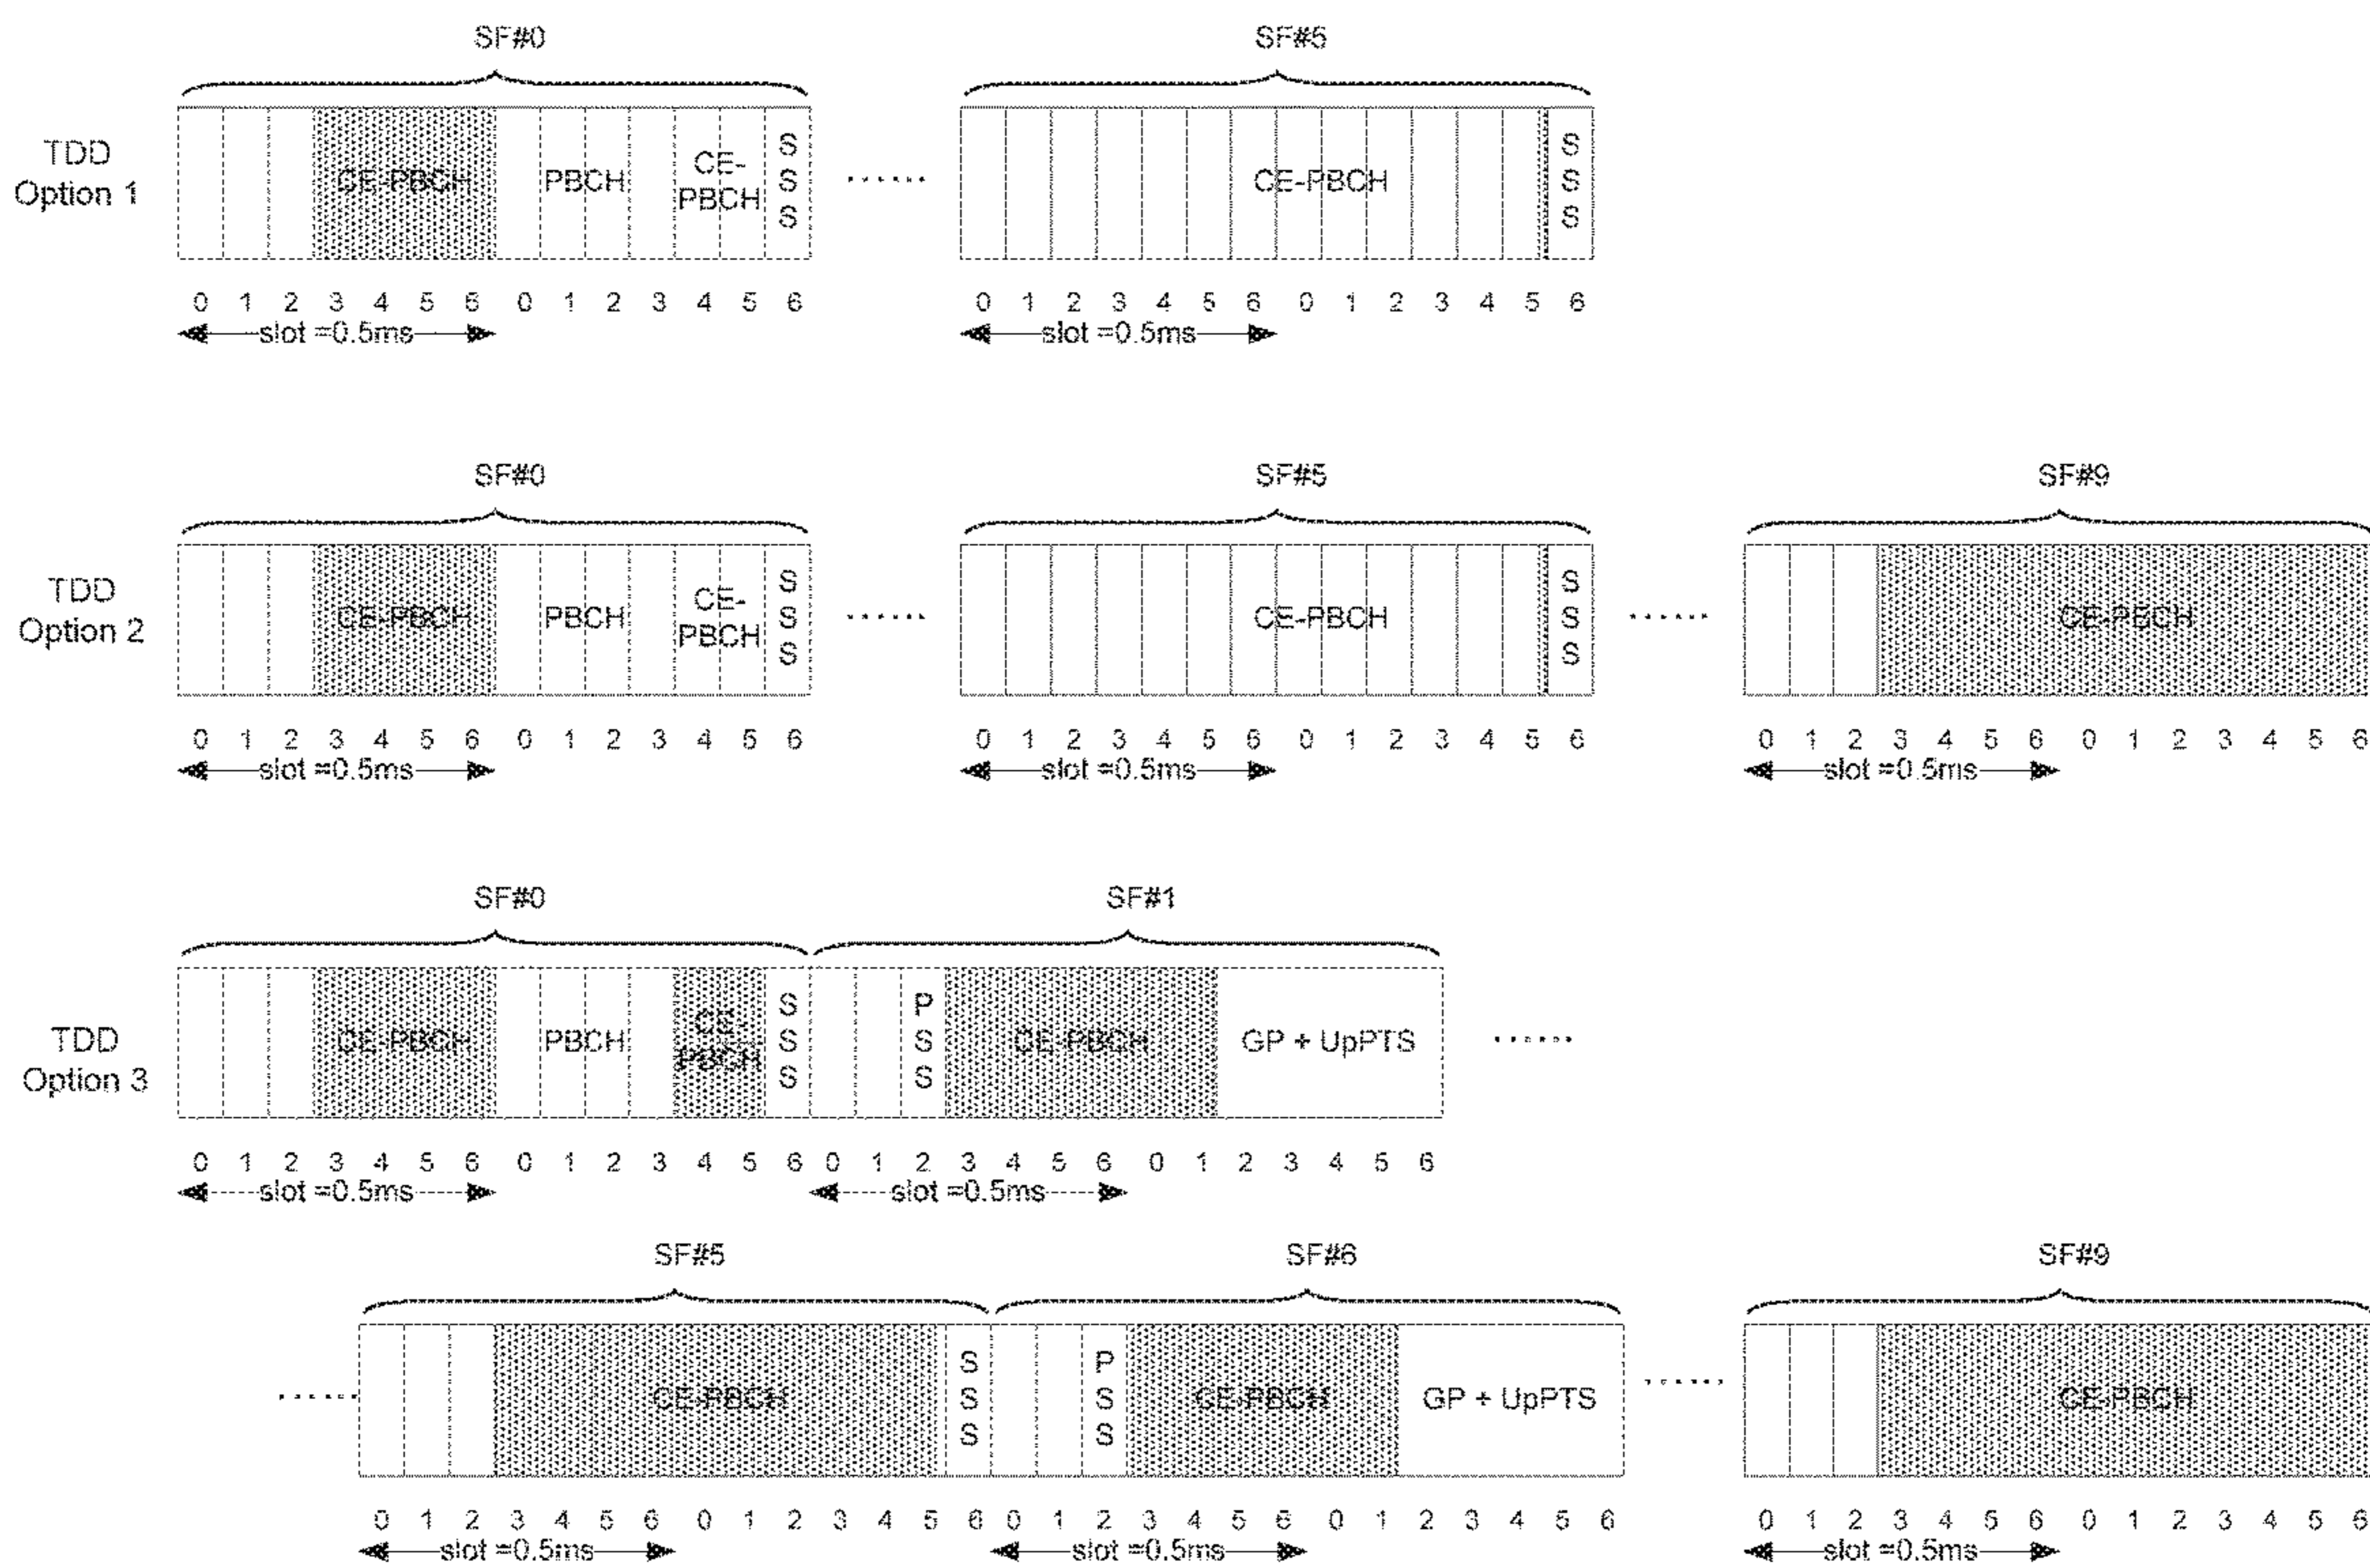 SF#0 SF#5
TDD
Option 1
CE-PBCH PBCH CE-
PBCH
S
S
S
......
CE-PBCH
S
S
S
0 1 2 3 4 5 6 0 1 2 3 4 5 6 0 1 2 3 4 5 6 0 1 2 3 4 5 6
slot =0.5ms slot =0.5ms
SF#0 SF#5 SF#9
TDD
Option 2
CE-PBCH PBCH CE-
PBCH
S
S
S
......
CE-PBCH
S
S
S
......
CE-PBCH
0 1 2 3 4 5 6 0 1 2 3 4 5 6 0 1 2 3 4 5 6 0 1 2 3 4 5 6 0 1 2 3 4 5 6 0 1 2 3 4 5 6
slot =0.5ms slot =0.5ms slot =0.5ms
SF#0 SF#1
TDD
Option 3
CE-PBCH PBCH CE-
PBCH
S
S
S
P
S
S
CE-PBCH GP + UpPTS ......
0 1 2 3 4 5 6 0 1 2 3 4 5 6 0 1 2 3 4 5 6 0 1 2 3 4 5 6
slot =0.5ms slot =0.5ms
SF#5 SF#6 SF#9
......
CE-PBCH
S
S
S
P
S
S
CE-PBCH GP + UpPTS ......
CE-PBCH
0 1 2 3 4 5 6 0 1 2 3 4 5 6 0 1 2 3 4 5 6 0 1 2 3 4 5 6 0 1 2 3 4 5 6 0 1 2 3 4 5 6
slot =0.5ms slot =0.5ms slot =0.5ms